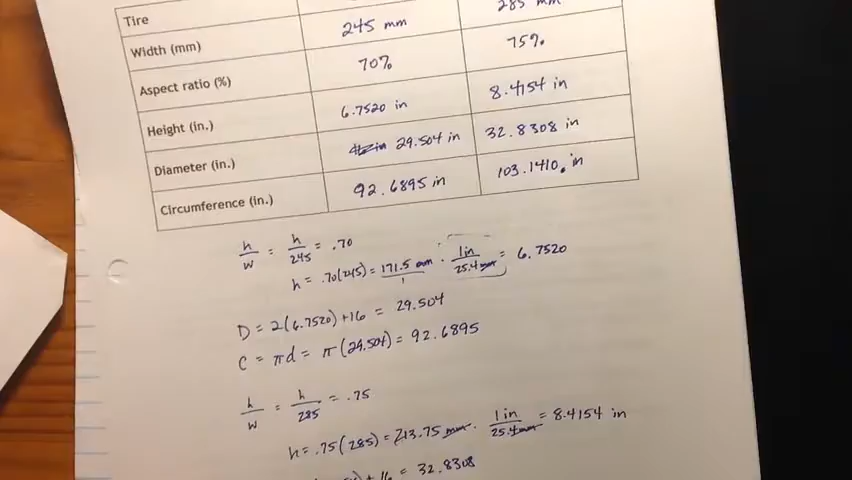 Tire
Width (mm) 245 mm 285 mm
Aspect ratio (%) 70% 75%
Height (in.) 6.7520 in 8.4154 in
Diameter (in.) 29.504 in 32.8308 in
Circumference (in.) 92.6895 in 103.1410 in
h/w = h/245 = .70
h = .70(245) = 171.5 mm/1 · 1in/25.4mm = 6.7520
D = 2(6.7520)+16 = 29.504
C = πd = π(29.504) = 92.6895
h/w = h/285 = .75
h = .75(285) = 213.75 mm · 1in/25.4mm = 8.4154 in
+ 16 = 32.8308